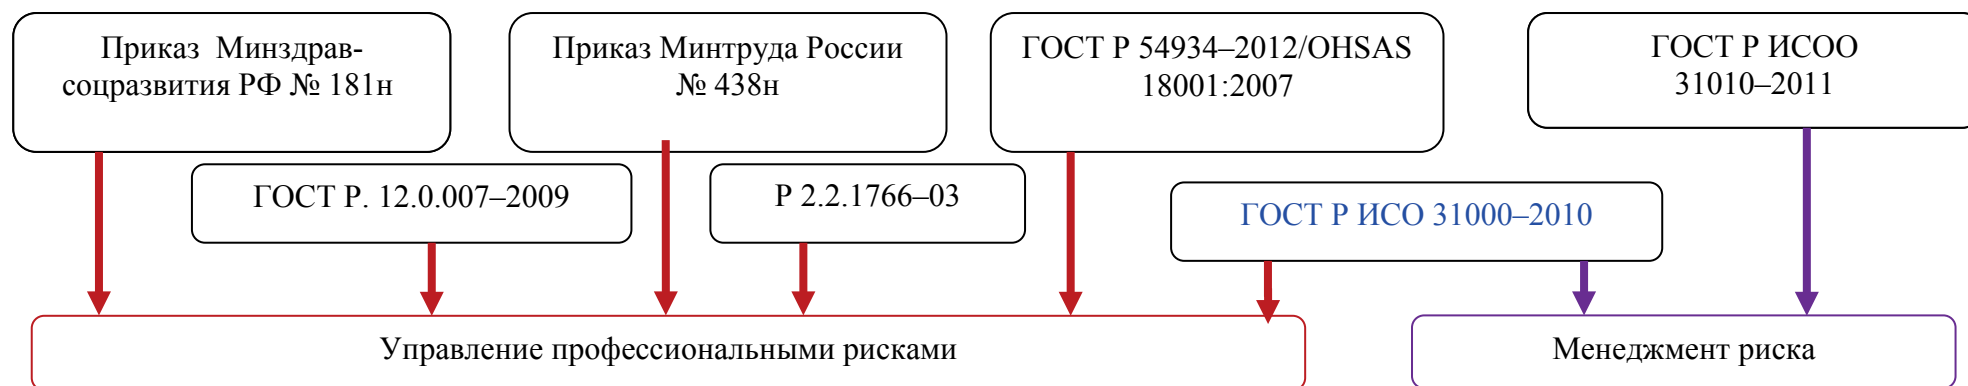 Приказ Минздрав-
соцразвития РФ № 181н
Приказ Минтруда России
№ 438н
ГОСТ Р 54934–2012/OHSAS
18001:2007
ГОСТ Р ИСОО
31010–2011
ГОСТ Р. 12.0.007–2009
Р 2.2.1766–03
ГОСТ Р ИСО 31000–2010
Управление профессиональными рисками
Менеджмент риска